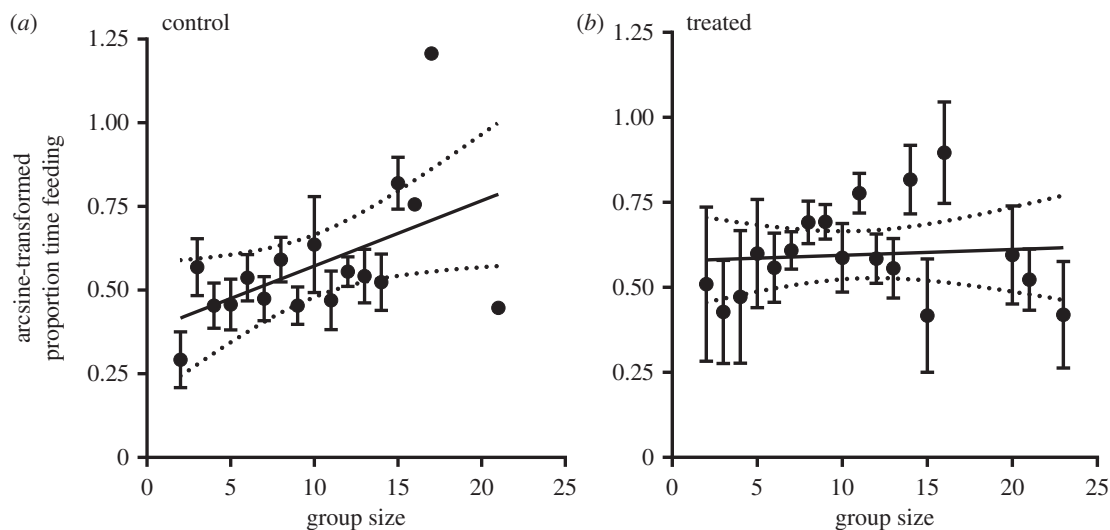 (a) control
(b) treated
arcsine-transformed
proportion time feeding
1.25
1.00
0.75
0.50
0.25
0
0 5 10 15 20 25
group size
1.25
1.00
0.75
0.50
0.25
0
0 5 10 15 20 25
group size